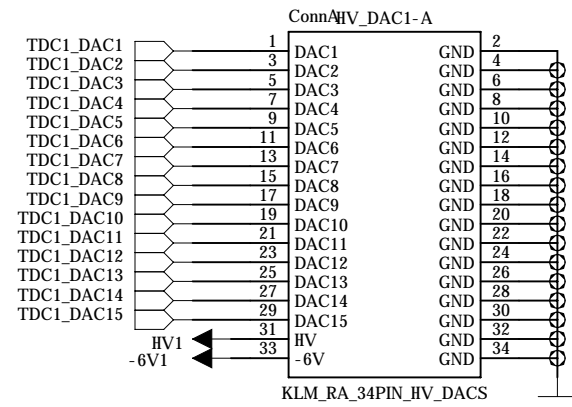 ConnA HV_DAC1-A
TDC1_DAC1 1 DAC1 GND 2
TDC1_DAC2 3 DAC2 GND 4
TDC1_DAC3 5 DAC3 GND 6
TDC1_DAC4 7 DAC4 GND 8
TDC1_DAC5 9 DAC5 GND 10
TDC1_DAC6 11 DAC6 GND 12
TDC1_DAC7 13 DAC7 GND 14
TDC1_DAC8 15 DAC8 GND 16
TDC1_DAC9 17 DAC9 GND 18
TDC1_DAC10 19 DAC10 GND 20
TDC1_DAC11 21 DAC11 GND 22
TDC1_DAC12 23 DAC12 GND 24
TDC1_DAC13 25 DAC13 GND 26
TDC1_DAC14 27 DAC14 GND 28
TDC1_DAC15 29 DAC15 GND 30
HV1 31 HV GND 32
-6V1 33 -6V GND 34
KLM_RA_34PIN_HV_DACS